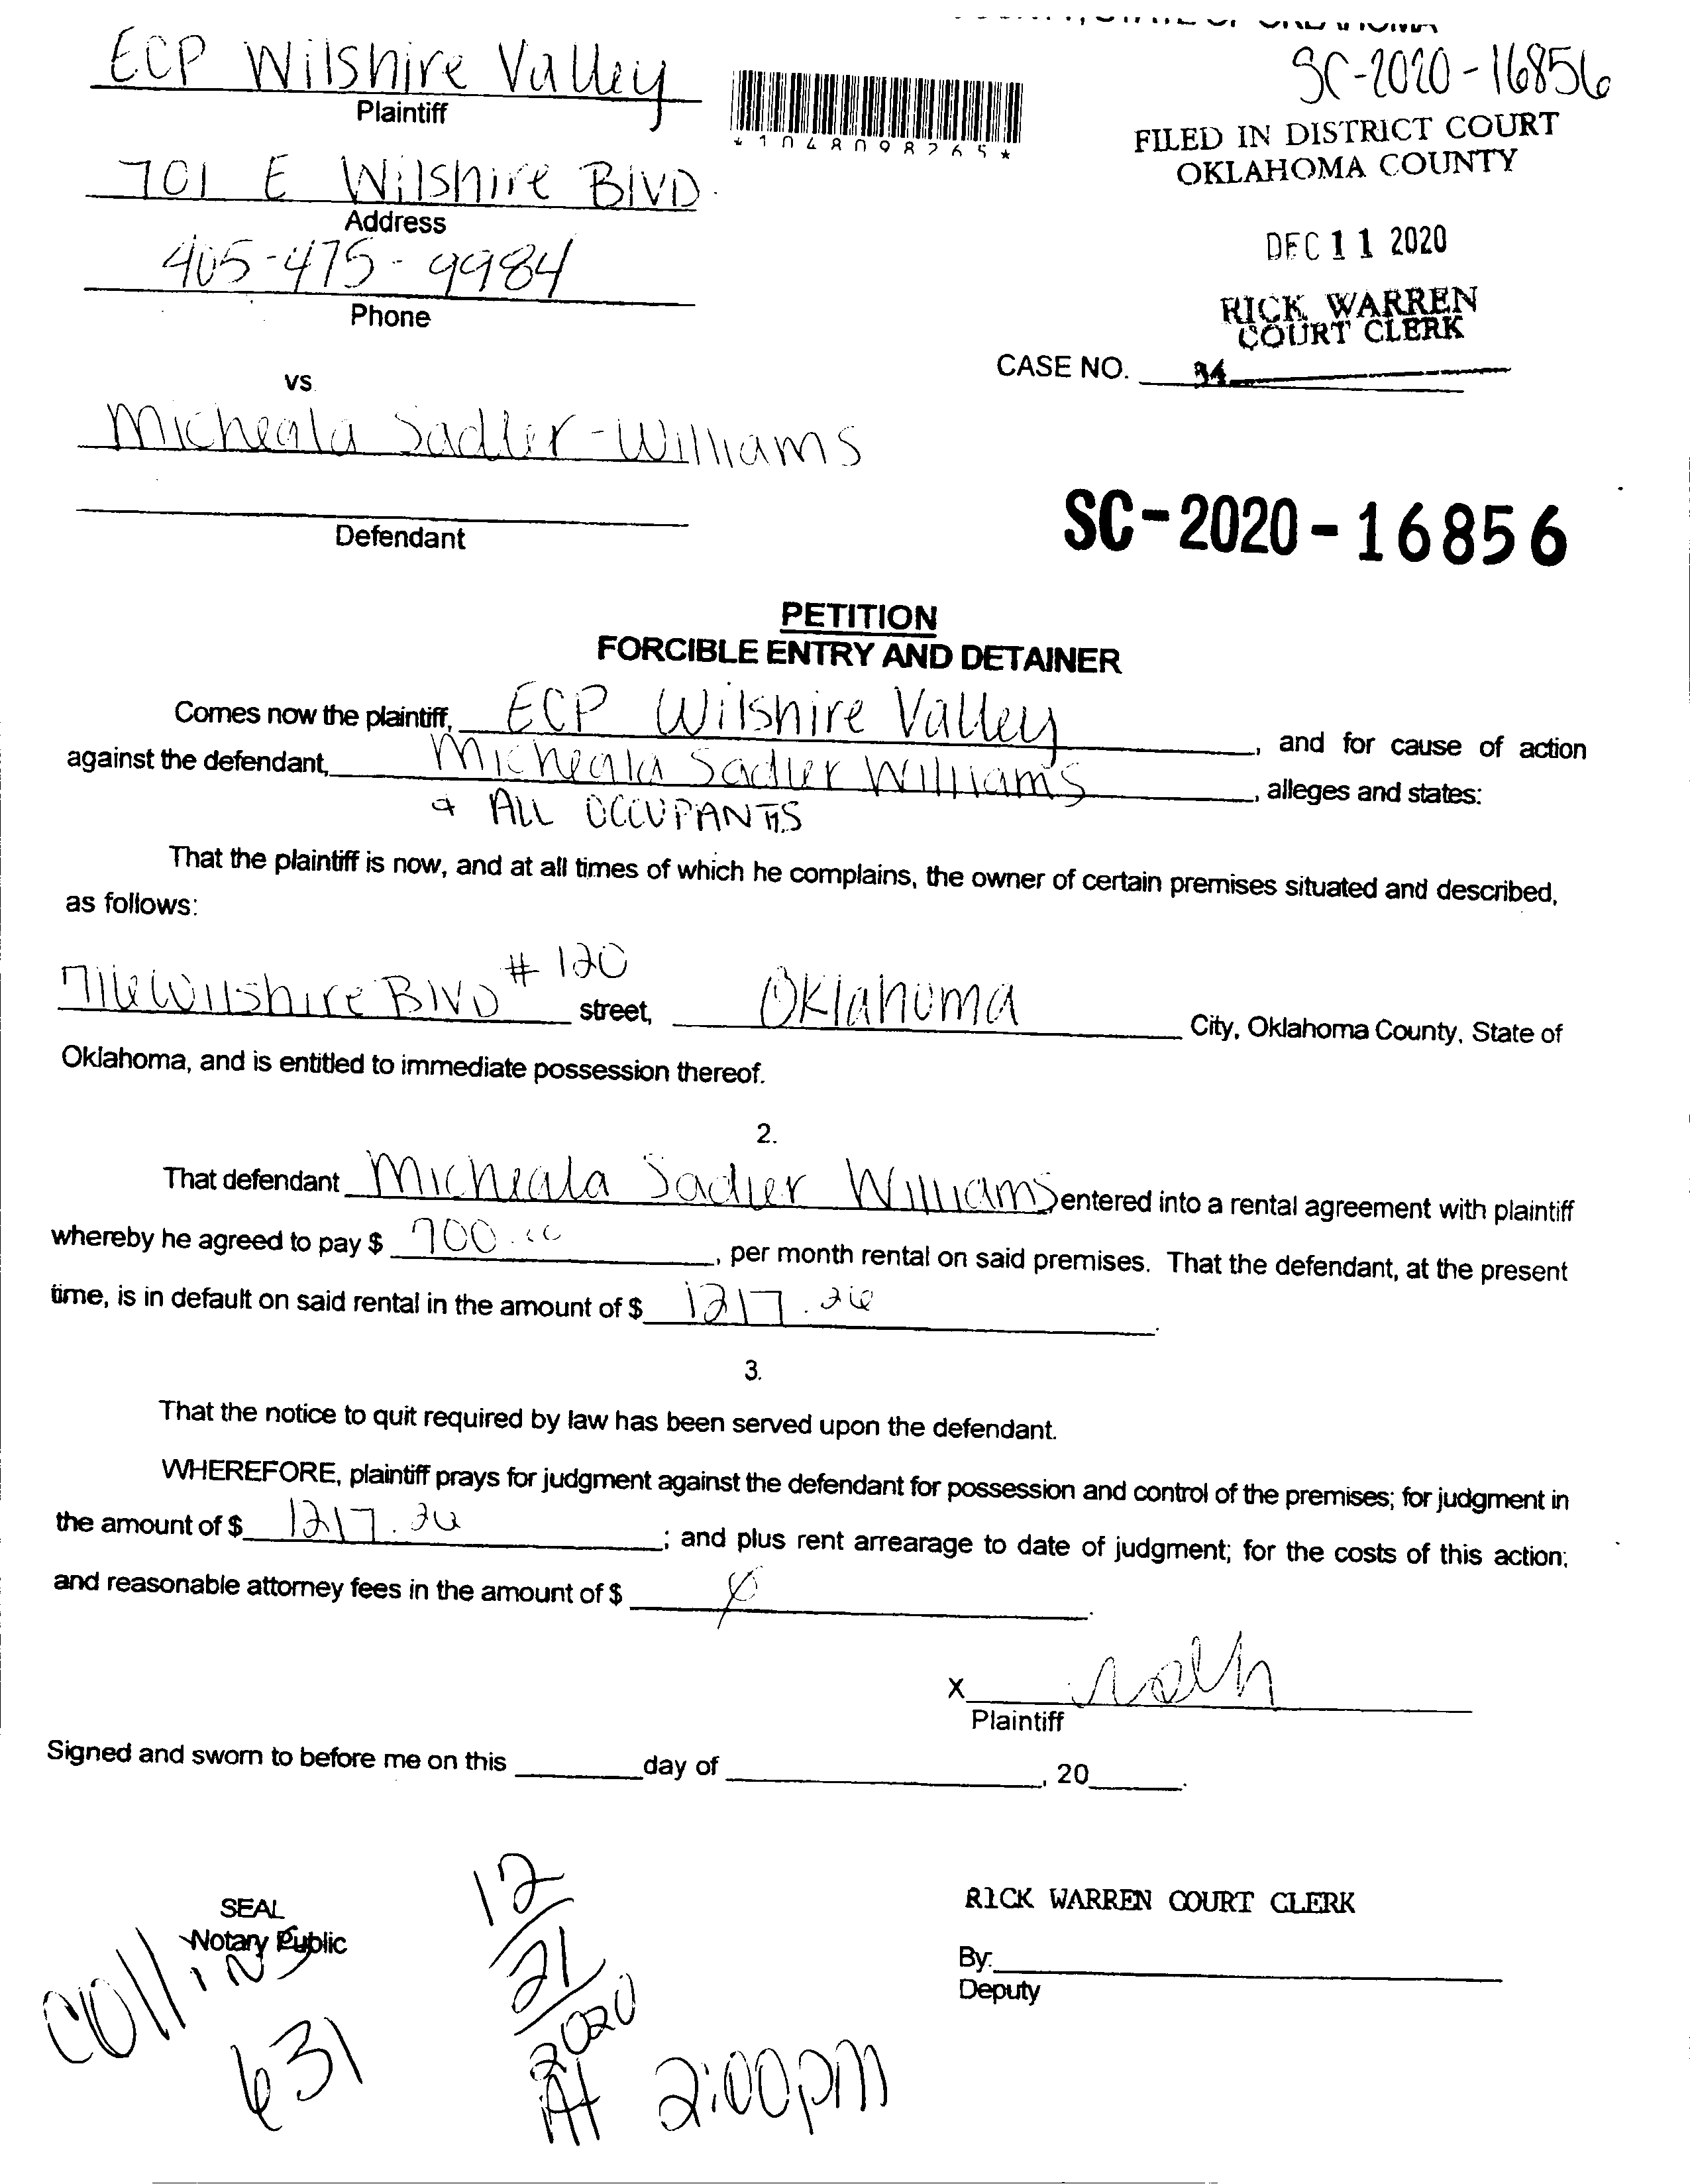 ECP Wilshire Valley
Plaintiff
701 E Wilshire BLVD.
Address
405-475-9984
Phone
vs.
Micheala Sadler-Williams
Defendant
*1048098265*
SC-2020-16856
FILED IN DISTRICT COURT
OKLAHOMA COUNTY
DEC 11 2020
RICK WARREN
COURT CLERK
CASE NO.
34
SC-2020-16856
PETITION
FORCIBLE ENTRY AND DETAINER
Comes now the plaintiff, ECP Wilshire Valley, and for cause of action
against the defendant, Micheala Sadler Williams, alleges and states:
& ALL OCCUPANTS
That the plaintiff is now, and at all times of which he complains, the owner of certain premises situated and described,
as follows:
Wilshire BLVD #120 street, Oklahoma City, Oklahoma County, State of
Oklahoma, and is entitled to immediate possession thereof.
2.
That defendant Micheala Sadler Williams entered into a rental agreement with plaintiff
whereby he agreed to pay $ 700.00, per month rental on said premises. That the defendant, at the present
time, is in default on said rental in the amount of $ 1217.26.
3.
That the notice to quit required by law has been served upon the defendant.
WHEREFORE, plaintiff prays for judgment against the defendant for possession and control of the premises; for judgment in
the amount of $ 1217.26; and plus rent arrearage to date of judgment; for the costs of this action;
and reasonable attorney fees in the amount of $
X
Plaintiff
Signed and sworn to before me on this ______day of ______________, 20______.
SEAL
Notary Public
Collins
631
12/21/2020
At 2:00pm
RICK WARREN COURT CLERK
By:
Deputy